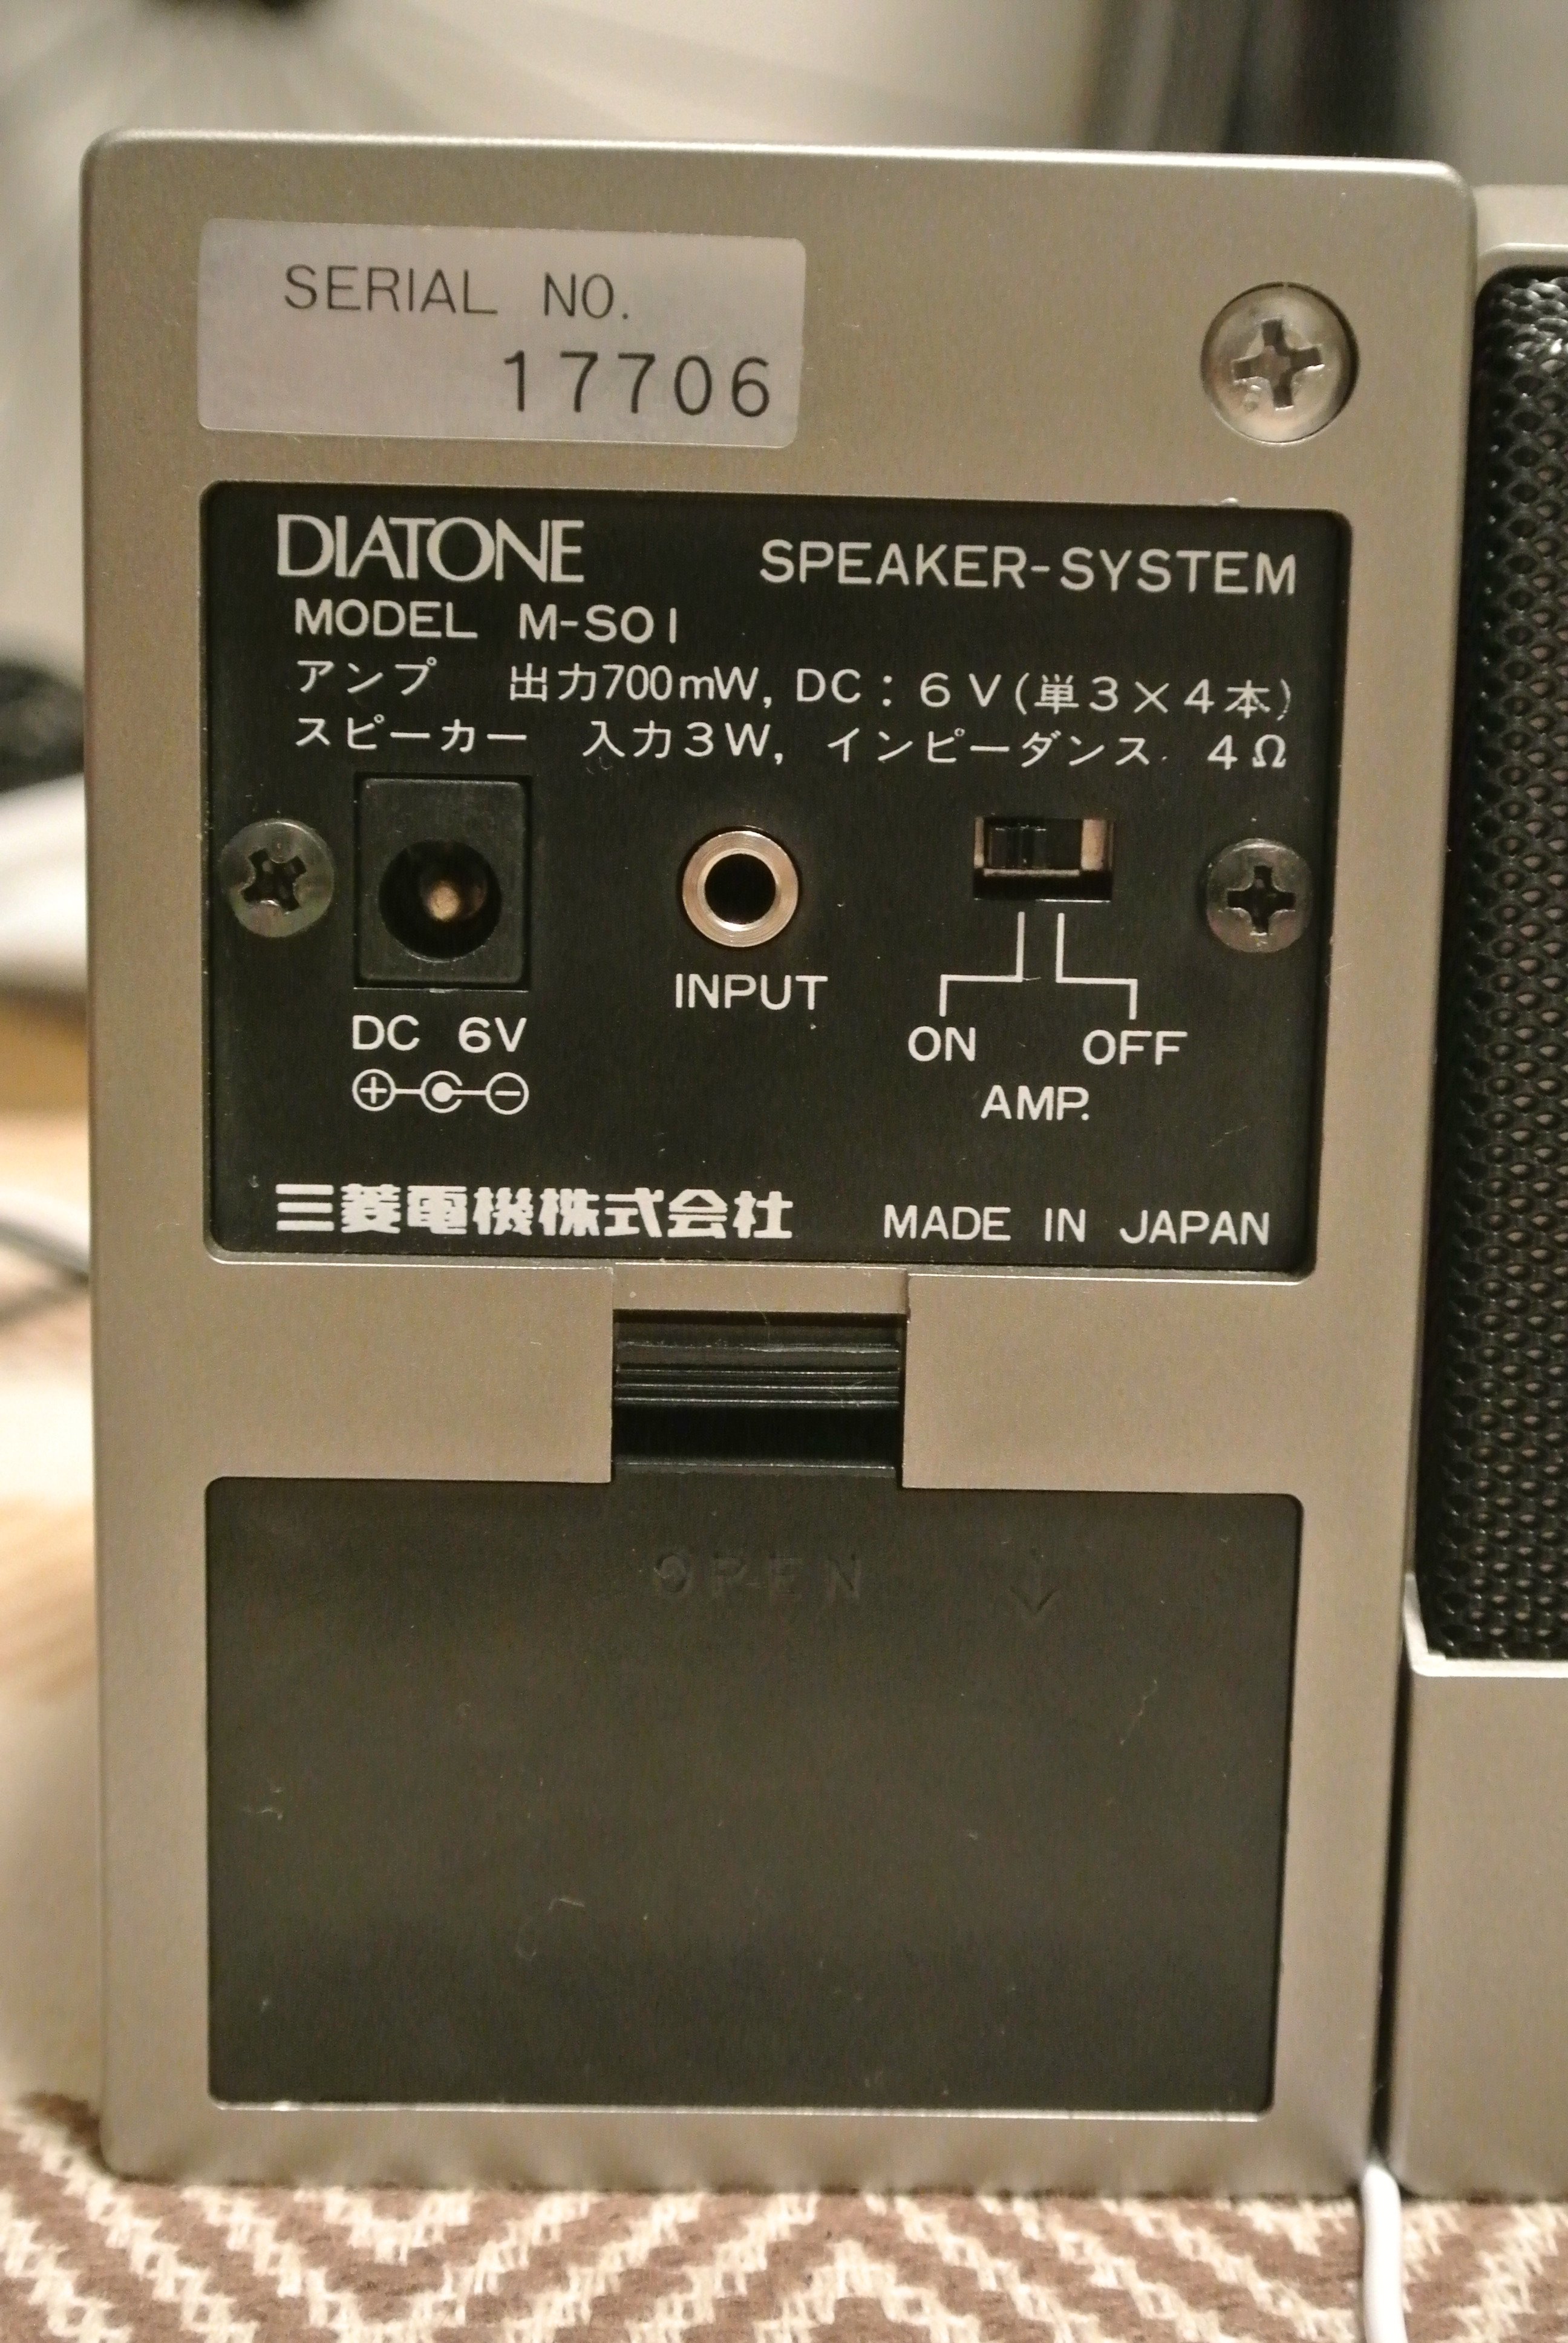 SERIAL NO.
17706
DIATONE SPEAKER-SYSTEM
MODEL M-S01
アンプ 出力700mW, DC : 6V(単3×4本)
スピーカー 入力3W, インピーダンス 4Ω
INPUT
DC 6V
ON OFF
AMP.
三菱電機株式会社 MADE IN JAPAN
OPEN ↓